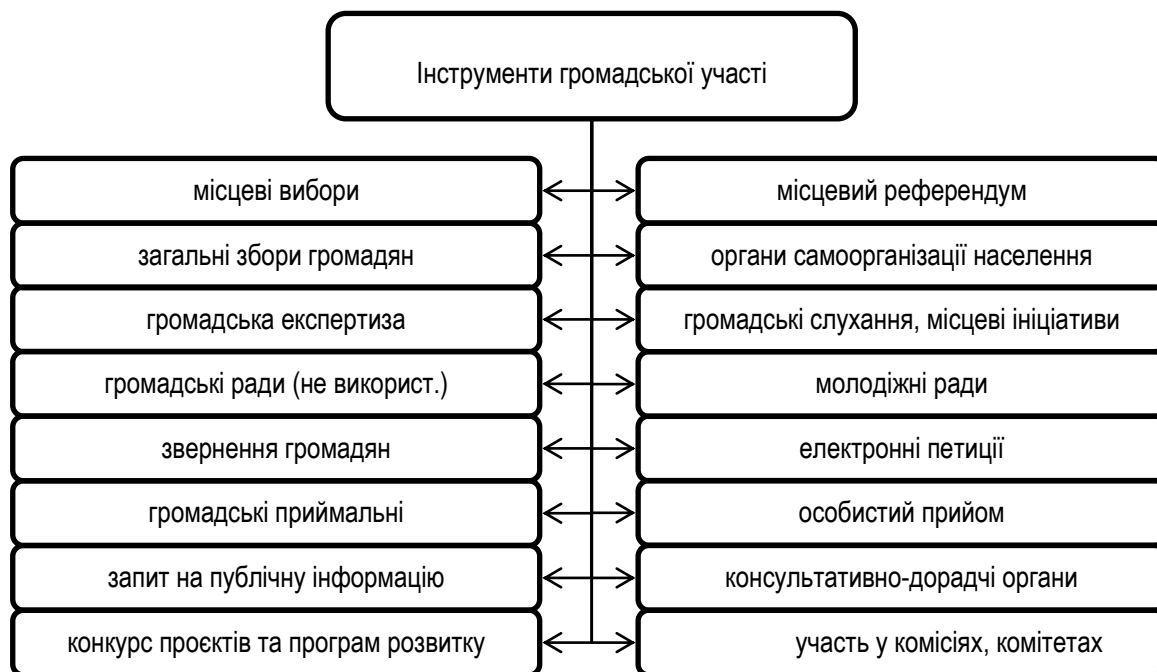 Інструменти громадської участі
місцеві вибори
місцевий референдум
загальні збори громадян
органи самоорганізації населення
громадська експертиза
громадські слухання, місцеві ініціативи
громадські ради (не використ.)
молодіжні ради
звернення громадян
електронні петиції
громадські приймальні
особистий прийом
запит на публічну інформацію
консультативно-дорадчі органи
конкурс проєктів та програм розвитку
участь у комісіях, комітетах